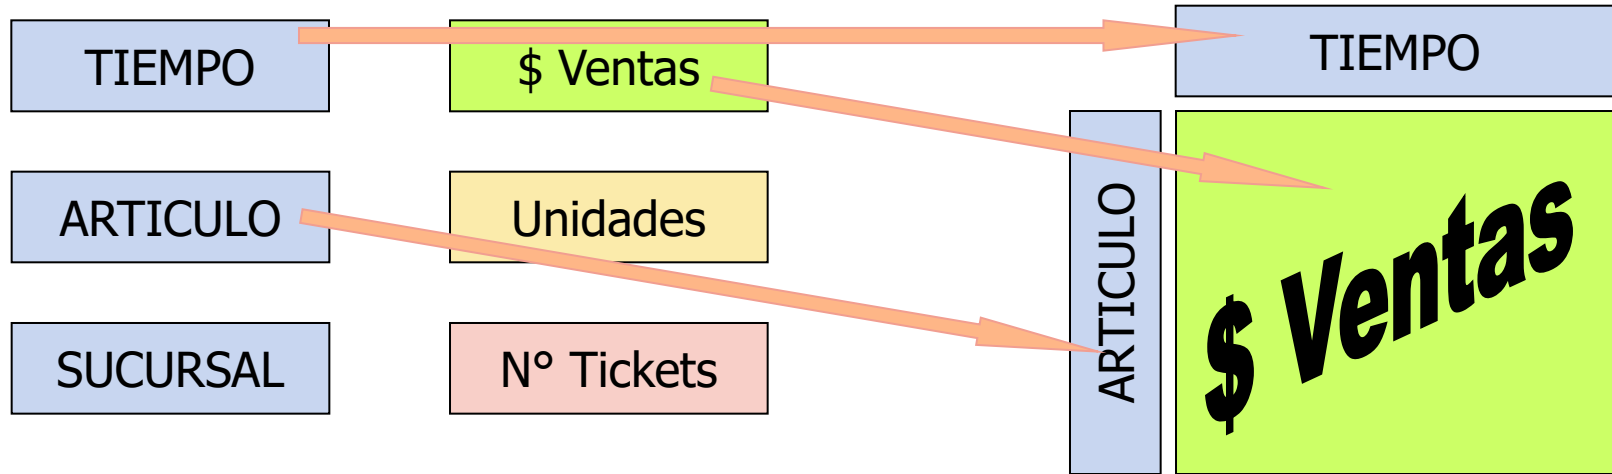 TIEMPO
$ Ventas
TIEMPO
ARTICULO
Unidades
ARTICULO
$ Ventas
SUCURSAL
N° Tickets